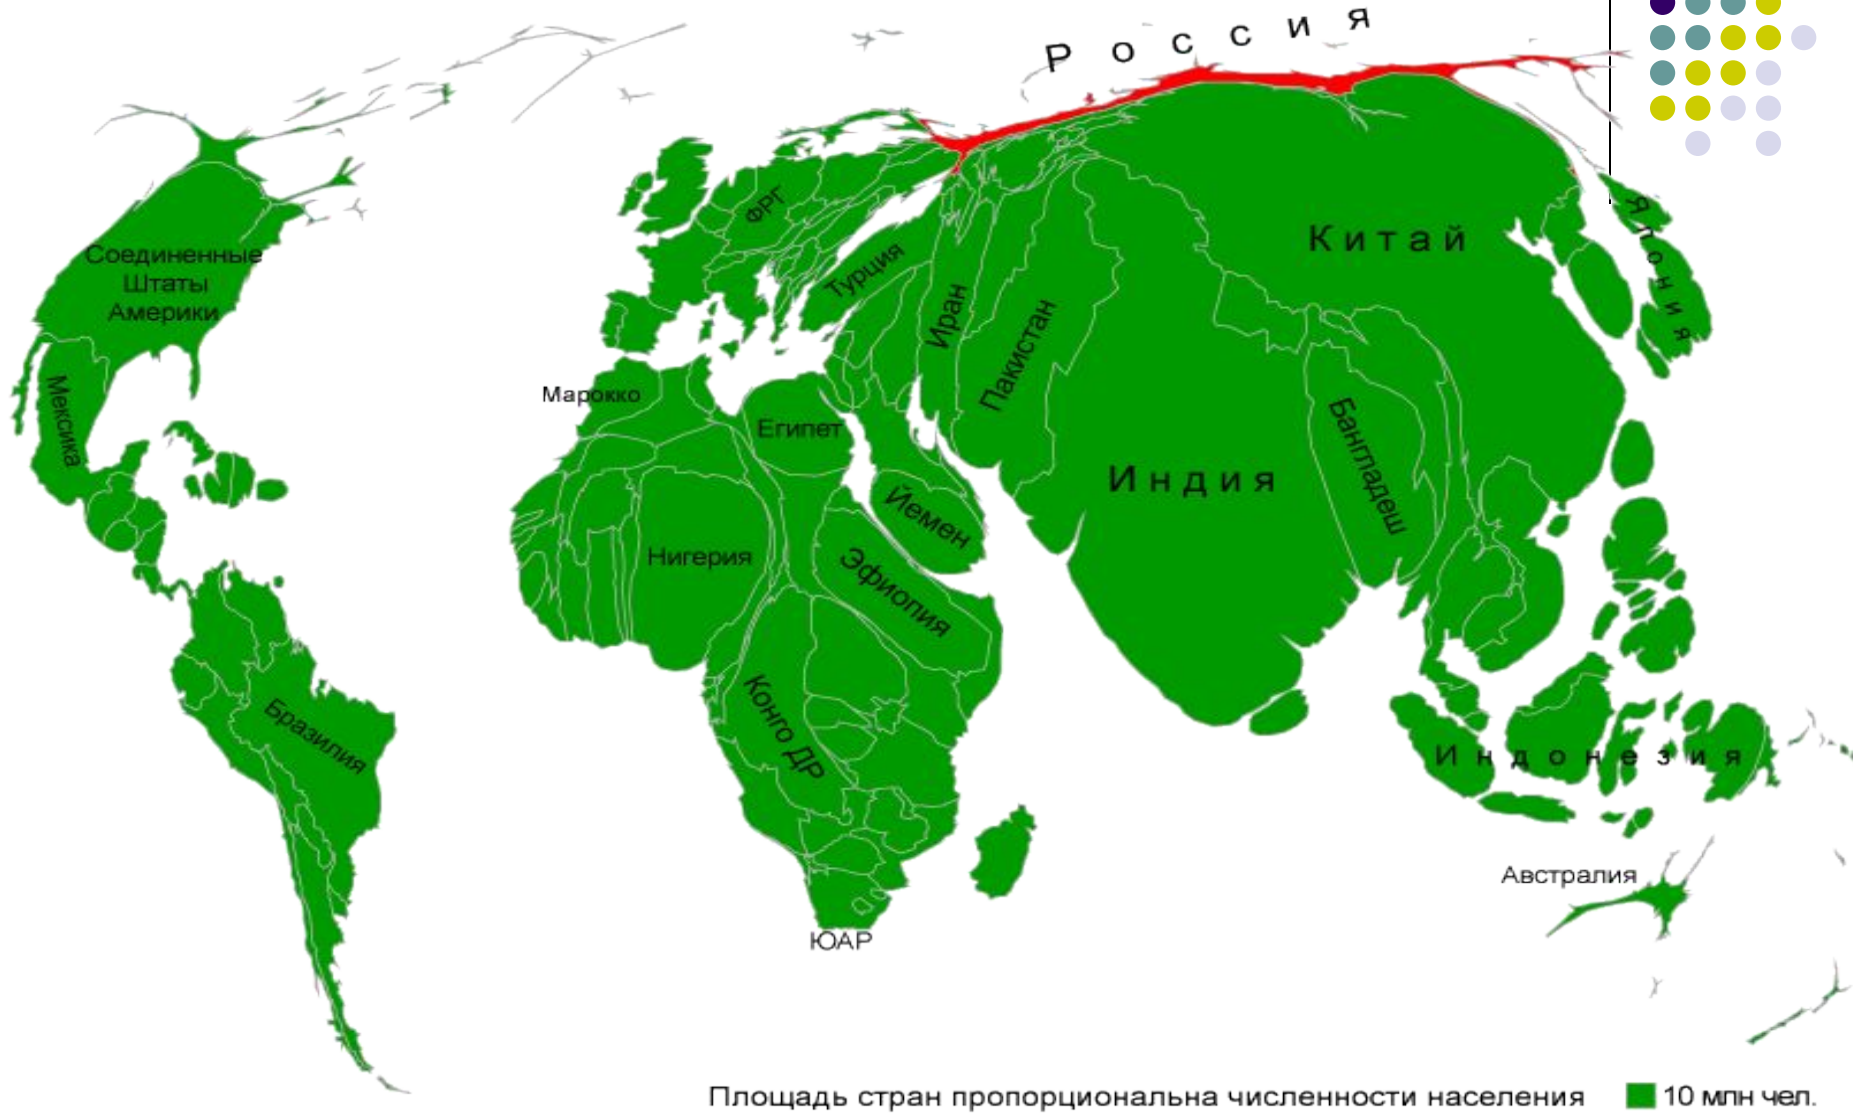 Россия
Соединенные
Штаты
Америки
Мексика
Бразилия
ФРГ
Турция
Иран
Пакистан
Китай
Япония
Марокко
Египет
Йемен
Индия
Бангладеш
Нигерия
Эфиопия
Конго ДР
Индонезия
Австралия
ЮАР
Площадь стран пропорциональна численности населения
10 млн чел.